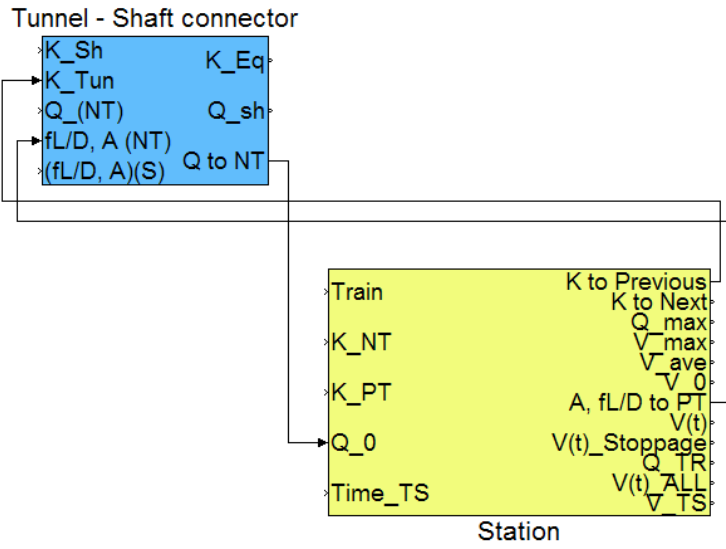 Tunnel - Shaft connector
K_Sh
K_Eq
K_Tun
Q_(NT)
Q_sh
fL/D, A (NT)
Q to NT
(fL/D, A)(S)
K to Previous
Train
K to Next
Q_max
K_NT
V_max
V_ave
V_0
K_PT
A, fL/D to PT
V(t)
Q_0
V(t)_Stoppage
Q_TR
V(t)_ALL
Time_TS
V_TS
Station